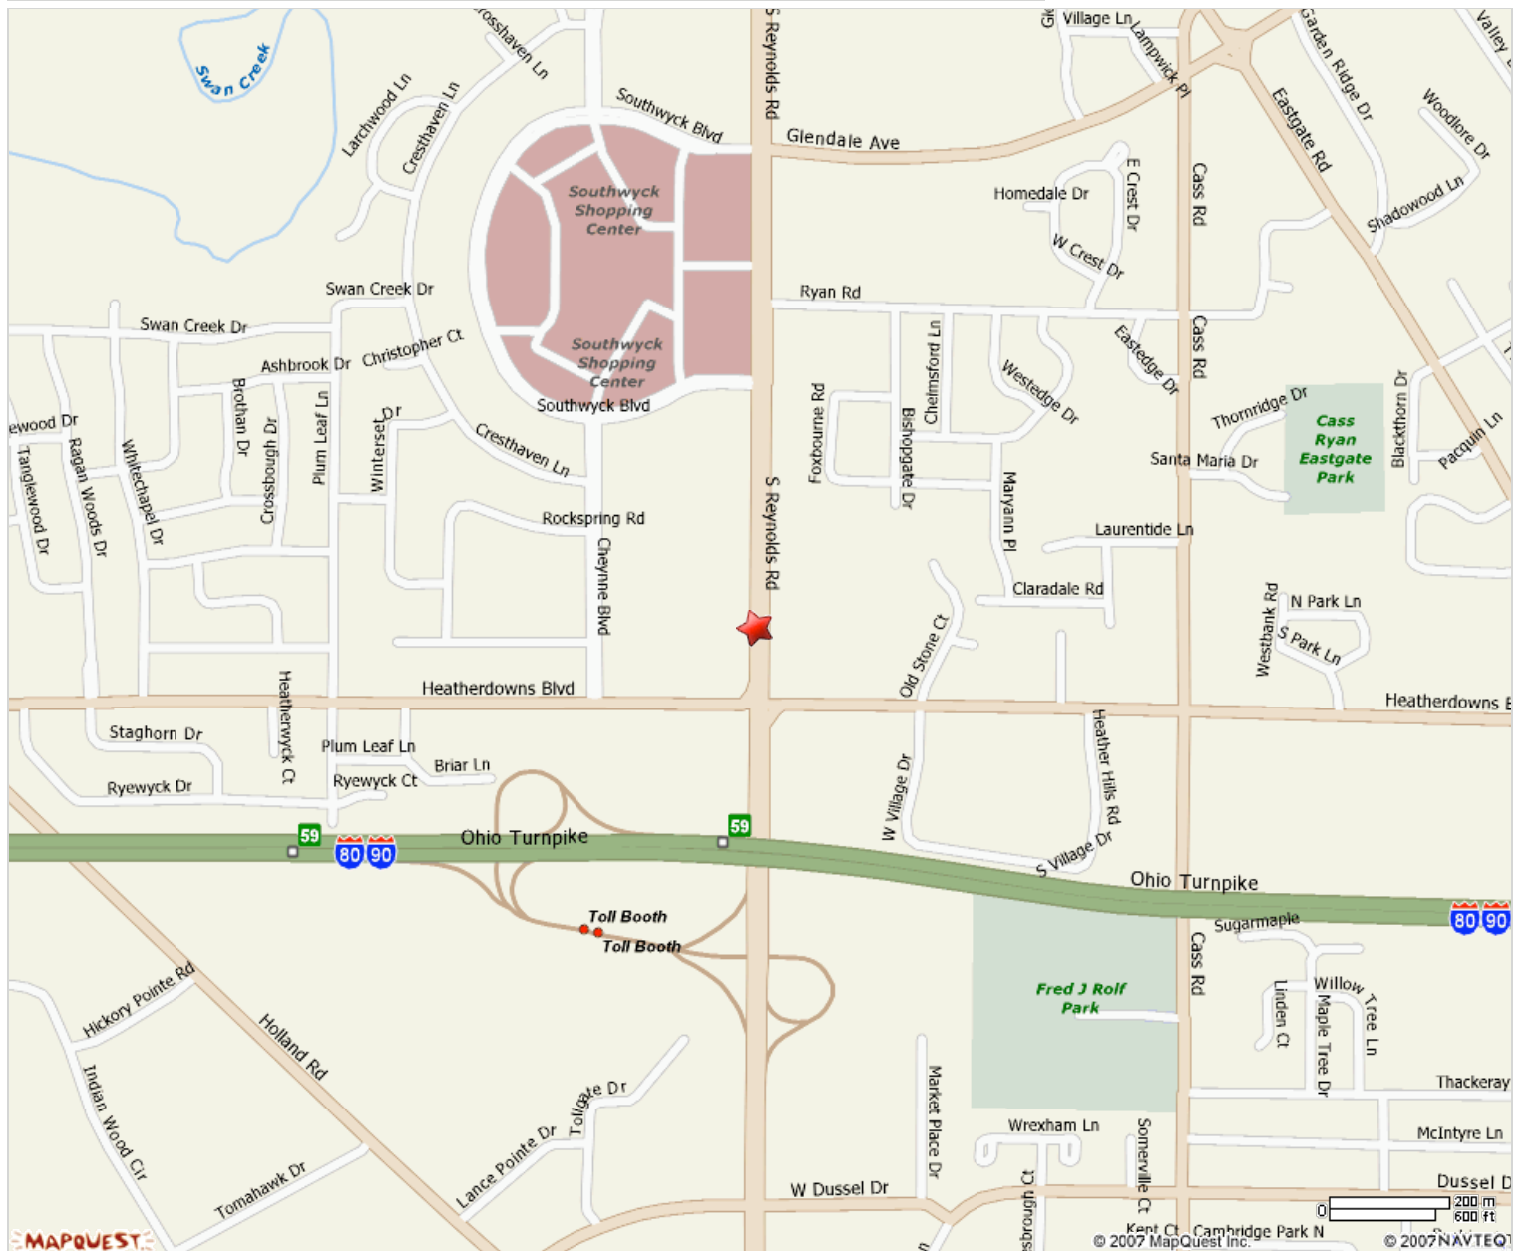 Crosshaven Ln
S Reynolds Rd
Village Ln
Lampwick Pl
Garden Ridge Dr
Valley
Swan Creek
Larchwood Ln
Cresthaven Ln
Southwyck Blvd
Glendale Ave
Eastgate Rd
Woodlore Dr
Shadowood Ln
Southwyck
Shopping
Center
Homedale Dr
E Crest Dr
W Crest Dr
Cass Rd
Swan Creek Dr
Ryan Rd
Swan Creek Dr
Ashbrook Dr
Christopher Ct
Southwyck
Shopping
Center
Southwyck Blvd
Chelmsford Ln
Westedge Dr
Eastedge Dr
Cass Rd
Foxbourne Rd
Bishopgate Dr
Thornridge Dr
Cass
Ryan
Eastgate
Park
Blackthorn Dr
Pacquin Ln
ewood Dr
Tanglewood Dr
Ragan Woods Dr
Whitechapel Dr
Brothan Dr
Crossbough Dr
Plum Leaf Ln
Winterset Dr
Cresthaven Ln
Santa Maria Dr
Rockspring Rd
Cheyenne Blvd
S Reynolds Rd
Maryann Pl
Laurentide Ln
Claradale Rd
Old Stone Ct
Westbank Rd
N Park Ln
S Park Ln
Heatherdowns Blvd
Heatherdowns B
Staghorn Dr
Heatherwyck Ct
Plum Leaf Ln
Briar Ln
Ryewyck Dr
Ryewyck Ct
W Village Dr
Heather Hills Rd
S Village Dr
59
80 90
Ohio Turnpike
59
Ohio Turnpike
80 90
Toll Booth
Toll Booth
Sugarmaple
Cass Rd
Fred J Rolf
Park
Linden Ct
Willow Tree Ln
Maple Tree Dr
Hickory Pointe Rd
Holland Rd
Indian Wood Cir
Tollgate Dr
Lance Pointe Dr
Tomahawk Dr
Market Place Dr
Thackeray
Wrexham Ln
Somerville Ct
McIntyre Ln
W Dussel Dr
Dussel D
sbrough Ct
Kent Ct
Cambridge Park N
0
200 m
600 ft
MAPQUEST
© 2007 MapQuest Inc.
© 2007 NAVTEQ